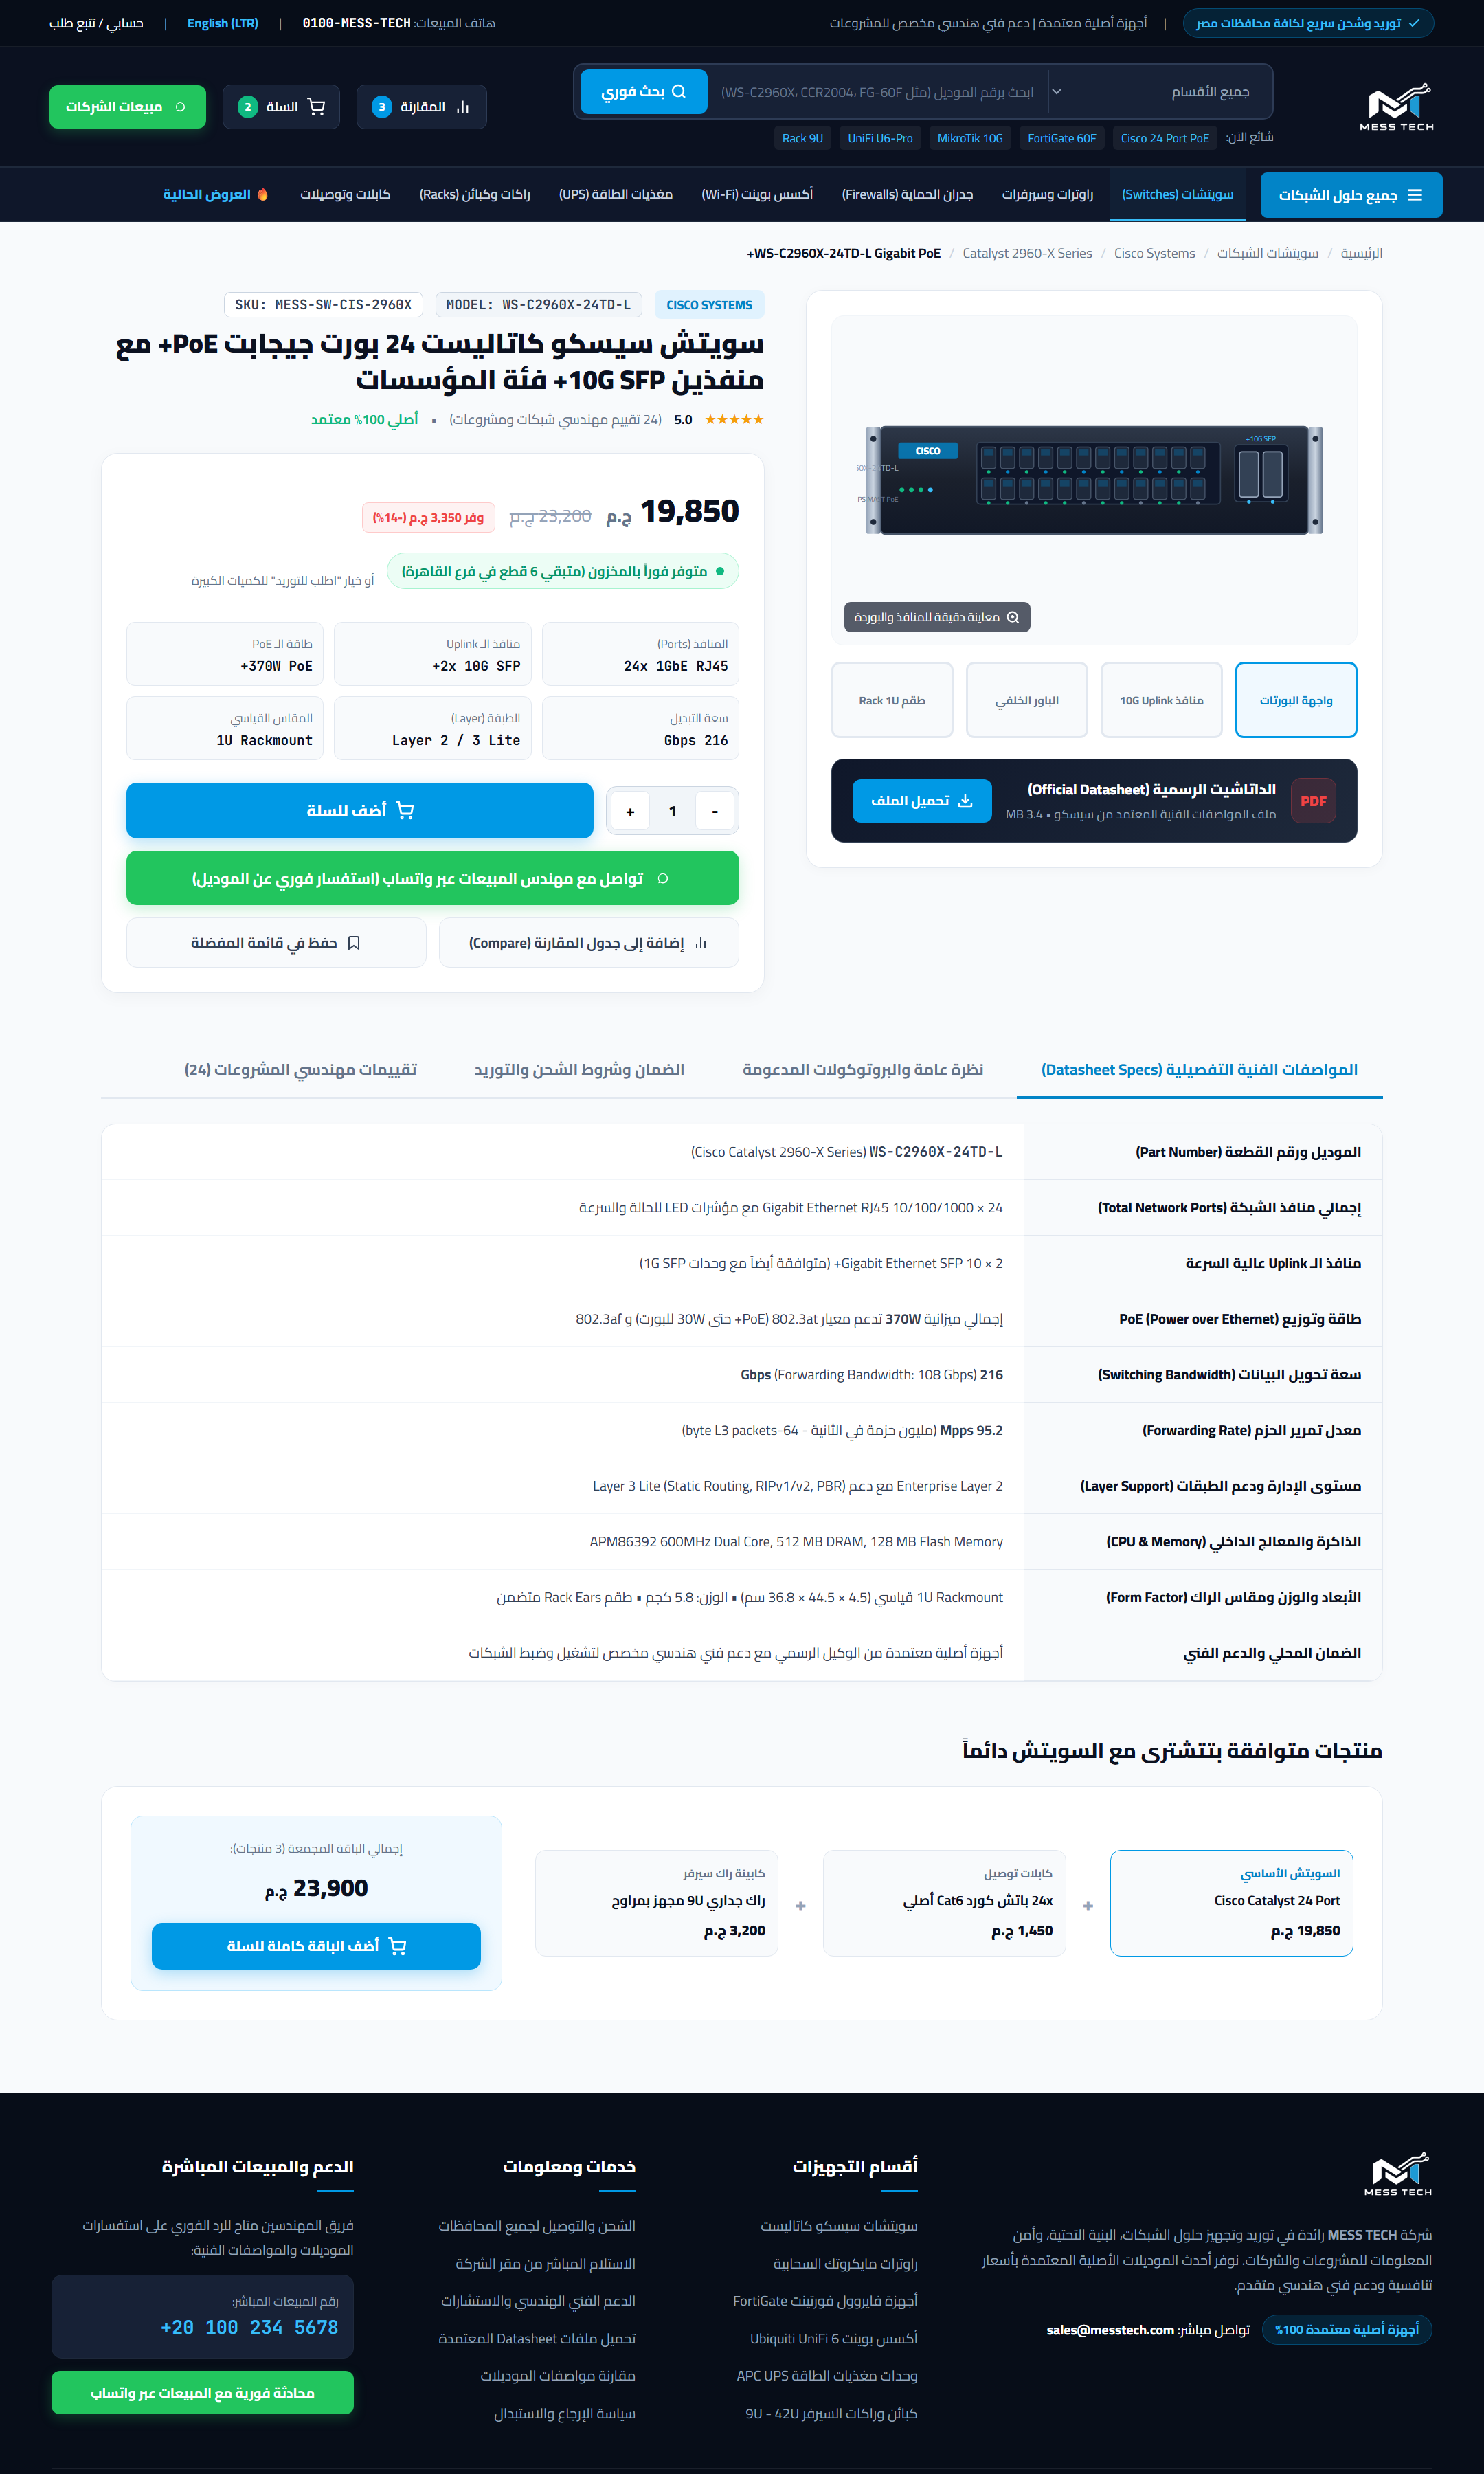 توريد وشحن سريع لكافة محافظات مصر | أجهزة أصلية معتمدة | دعم فني هندسي مخصص للمشروعات
هاتف المبيعات: 0100-MESS-TECH | English (LTR) | حسابي / تتبع طلب
MESS TECH
جميع الأقسام
ابحث برقم الموديل (مثل WS-C2960X، CCR2004، FG-60F)
بحث فوري
المقارنة 3
السلة 2
مبيعات الشركات
شائع الآن: Cisco 24 Port PoE FortiGate 60F MikroTik 10G UniFi U6-Pro Rack 9U
جميع حلول الشبكات
سويتشات (Switches)
راوترات وسيرفرات
جدران الحماية (Firewalls)
أكسس بوينت (Wi-Fi)
مغذيات الطاقة (UPS)
راكات وكبائن (Racks)
كابلات وتوصيلات
🔥 العروض الحالية
الرئيسية / سويتشات الشبكات / Cisco Systems / Catalyst 2960-X Series / WS-C2960X-24TD-L Gigabit PoE+
CISCO
10G SFP+
معاينة دقيقة للمنافذ والبوردة
واجهة البورتات
منافذ 10G Uplink
الباور الخلفي
طقم Rack 1U
PDF
الداتاشيت الرسمية (Official Datasheet)
ملف المواصفات الفنية المعتمد من سيسكو • 3.4 MB
تحميل الملف
CISCO SYSTEMS
MODEL: WS-C2960X-24TD-L
SKU: MESS-SW-CIS-2960X
سويتش سيسكو كاتاليست 24 بورت جيجابت PoE+ مع
منفذين 10G SFP+ فئة المؤسسات
★★★★★ 5.0 (24 تقييم مهندسي شبكات ومشروعات) • أصلي 100% معتمد
19,850 ج.م 23,200 ج.م وفر 3,350 ج.م (-14%)
متوفر فوراً بالمخزون (متبقي 6 قطع في فرع القاهرة)
أو خيار "اطلب للتوريد" للكميات الكبيرة
المنافذ (Ports)
24x 1GbE RJ45
منافذ الـ Uplink
2x 10G SFP+
طاقة الـ PoE
370W PoE+
سعة التبديل
216 Gbps
الطبقة (Layer)
Layer 2 / 3 Lite
المقاس القياسي
1U Rackmount
- 1 +
أضف للسلة
تواصل مع مهندس المبيعات عبر واتساب (استفسار فوري عن الموديل)
إضافة إلى جدول المقارنة (Compare)
حفظ في قائمة المفضلة
المواصفات الفنية التفصيلية (Datasheet Specs)
نظرة عامة والبروتوكولات المدعومة
الضمان وشروط الشحن والتوريد
تقييمات مهندسي المشروعات (24)
الموديل ورقم القطعة (Part Number)
WS-C2960X-24TD-L (Cisco Catalyst 2960-X Series)
إجمالي منافذ الشبكة (Total Network Ports)
24 × Gigabit Ethernet RJ45 10/100/1000 مع مؤشرات LED للحالة والسرعة
منافذ الـ Uplink عالية السرعة
2 × 10 Gigabit Ethernet SFP+ (متوافقة أيضاً مع وحدات 1G SFP)
طاقة وتوزيع PoE (Power over Ethernet)
إجمالي ميزانية 370W تدعم معيار 802.3at (PoE+ حتى 30W للبورت) و 802.3af
سعة تحويل البيانات (Switching Bandwidth)
216 Gbps (Forwarding Bandwidth: 108 Gbps)
معدل تمرير الحزم (Forwarding Rate)
95.2 Mpps (مليون حزمة في الثانية - 64-byte L3 packets)
مستوى الإدارة ودعم الطبقات (Layer Support)
Enterprise Layer 2 مع دعم Layer 3 Lite (Static Routing, RIPv1/v2, PBR)
الذاكرة والمعالج الداخلي (CPU & Memory)
APM86392 600MHz Dual Core, 512 MB DRAM, 128 MB Flash Memory
الأبعاد والوزن ومقاس الراك (Form Factor)
1U Rackmount قياسي (4.5 × 44.5 × 36.8 سم) • الوزن: 5.8 كجم • طقم Rack Ears متضمن
الضمان المحلي والدعم الفني
أجهزة أصلية معتمدة من الوكيل الرسمي مع دعم فني هندسي مخصص لتشغيل وضبط الشبكات
منتجات متوافقة بتتشترى مع السويتش دائماً
السويتش الأساسي
Cisco Catalyst 24 Port
19,850 ج.م
+
كابلات توصيل
24x باتش كورد Cat6 أصلي
1,450 ج.م
+
كابينة راك سيرفر
راك جداري 9U مجهز بمراوح
3,200 ج.م
إجمالي الباقة المجمعة (3 منتجات):
23,900 ج.م
أضف الباقة كاملة للسلة
MESS TECH
شركة MESS TECH رائدة في توريد وتجهيز حلول الشبكات، البنية التحتية، وأمن
المعلومات للمشروعات والشركات. نوفر أحدث الموديلات الأصلية المعتمدة بأسعار
تنافسية ودعم فني هندسي متقدم.
أجهزة أصلية معتمدة 100%
تواصل مباشر: sales@messtech.com
أقسام التجهيزات
سويتشات سيسكو كاتاليست
راوترات مايكروتك السحابية
أجهزة فايروول فورتينت FortiGate
أكسس بوينت Ubiquiti UniFi 6
وحدات مغذيات الطاقة APC UPS
كبائن وراكات السيرفر 9U - 42U
خدمات ومعلومات
الشحن والتوصيل لجميع المحافظات
الاستلام المباشر من مقر الشركة
الدعم الفني الهندسي والاستشارات
تحميل ملفات Datasheet المعتمدة
مقارنة مواصفات الموديلات
سياسة الإرجاع والاستبدال
الدعم والمبيعات المباشرة
فريق المهندسين متاح للرد الفوري على استفسارات
الموديلات والمواصفات الفنية:
رقم المبيعات المباشر:
+20 100 234 5678
محادثة فورية مع المبيعات عبر واتساب